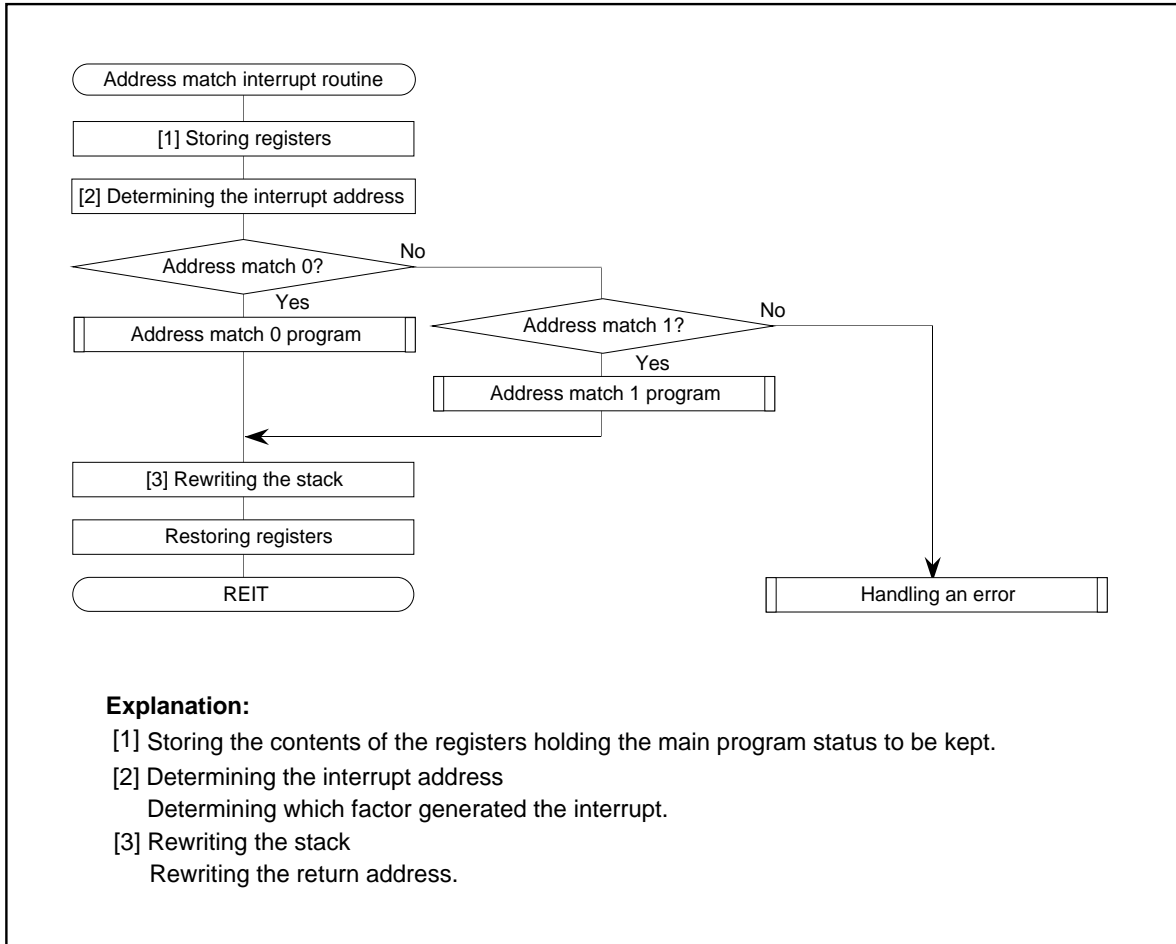 Address match interrupt routine
[1] Storing registers
[2] Determining the interrupt address
Address match 0?
No
Yes
Address match 0 program
Address match 1?
No
Yes
Address match 1 program
[3] Rewriting the stack
Restoring registers
REIT
Handling an error
Explanation:
[1] Storing the contents of the registers holding the main program status to be kept.
[2] Determining the interrupt address
Determining which factor generated the interrupt.
[3] Rewriting the stack
Rewriting the return address.